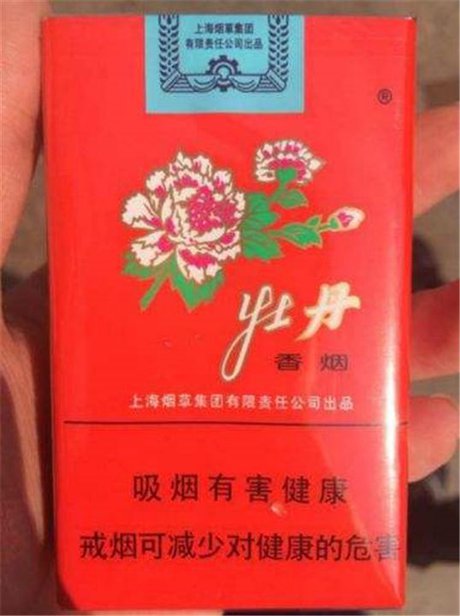 上海烟草集团
有限责任公司出品
®
牡丹
香烟
上海烟草集团有限责任公司出品
吸烟有害健康
戒烟可减少对健康的危害